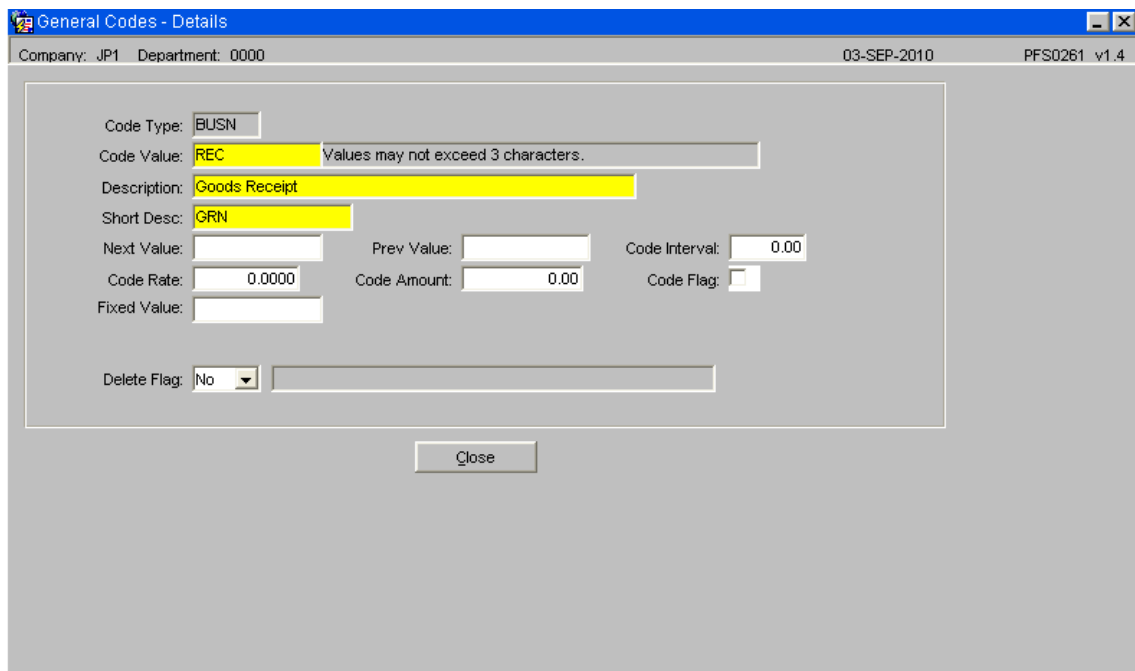 General Codes - Details
Company: JP1 Department: 0000 03-SEP-2010 PFS0261 v1.4
Code Type: BUSN
Code Value: REC Values may not exceed 3 characters.
Description: Goods Receipt
Short Desc: GRN
Next Value: Prev Value: Code Interval: 0.00
Code Rate: 0.0000 Code Amount: 0.00 Code Flag:
Fixed Value:
Delete Flag: No
Close